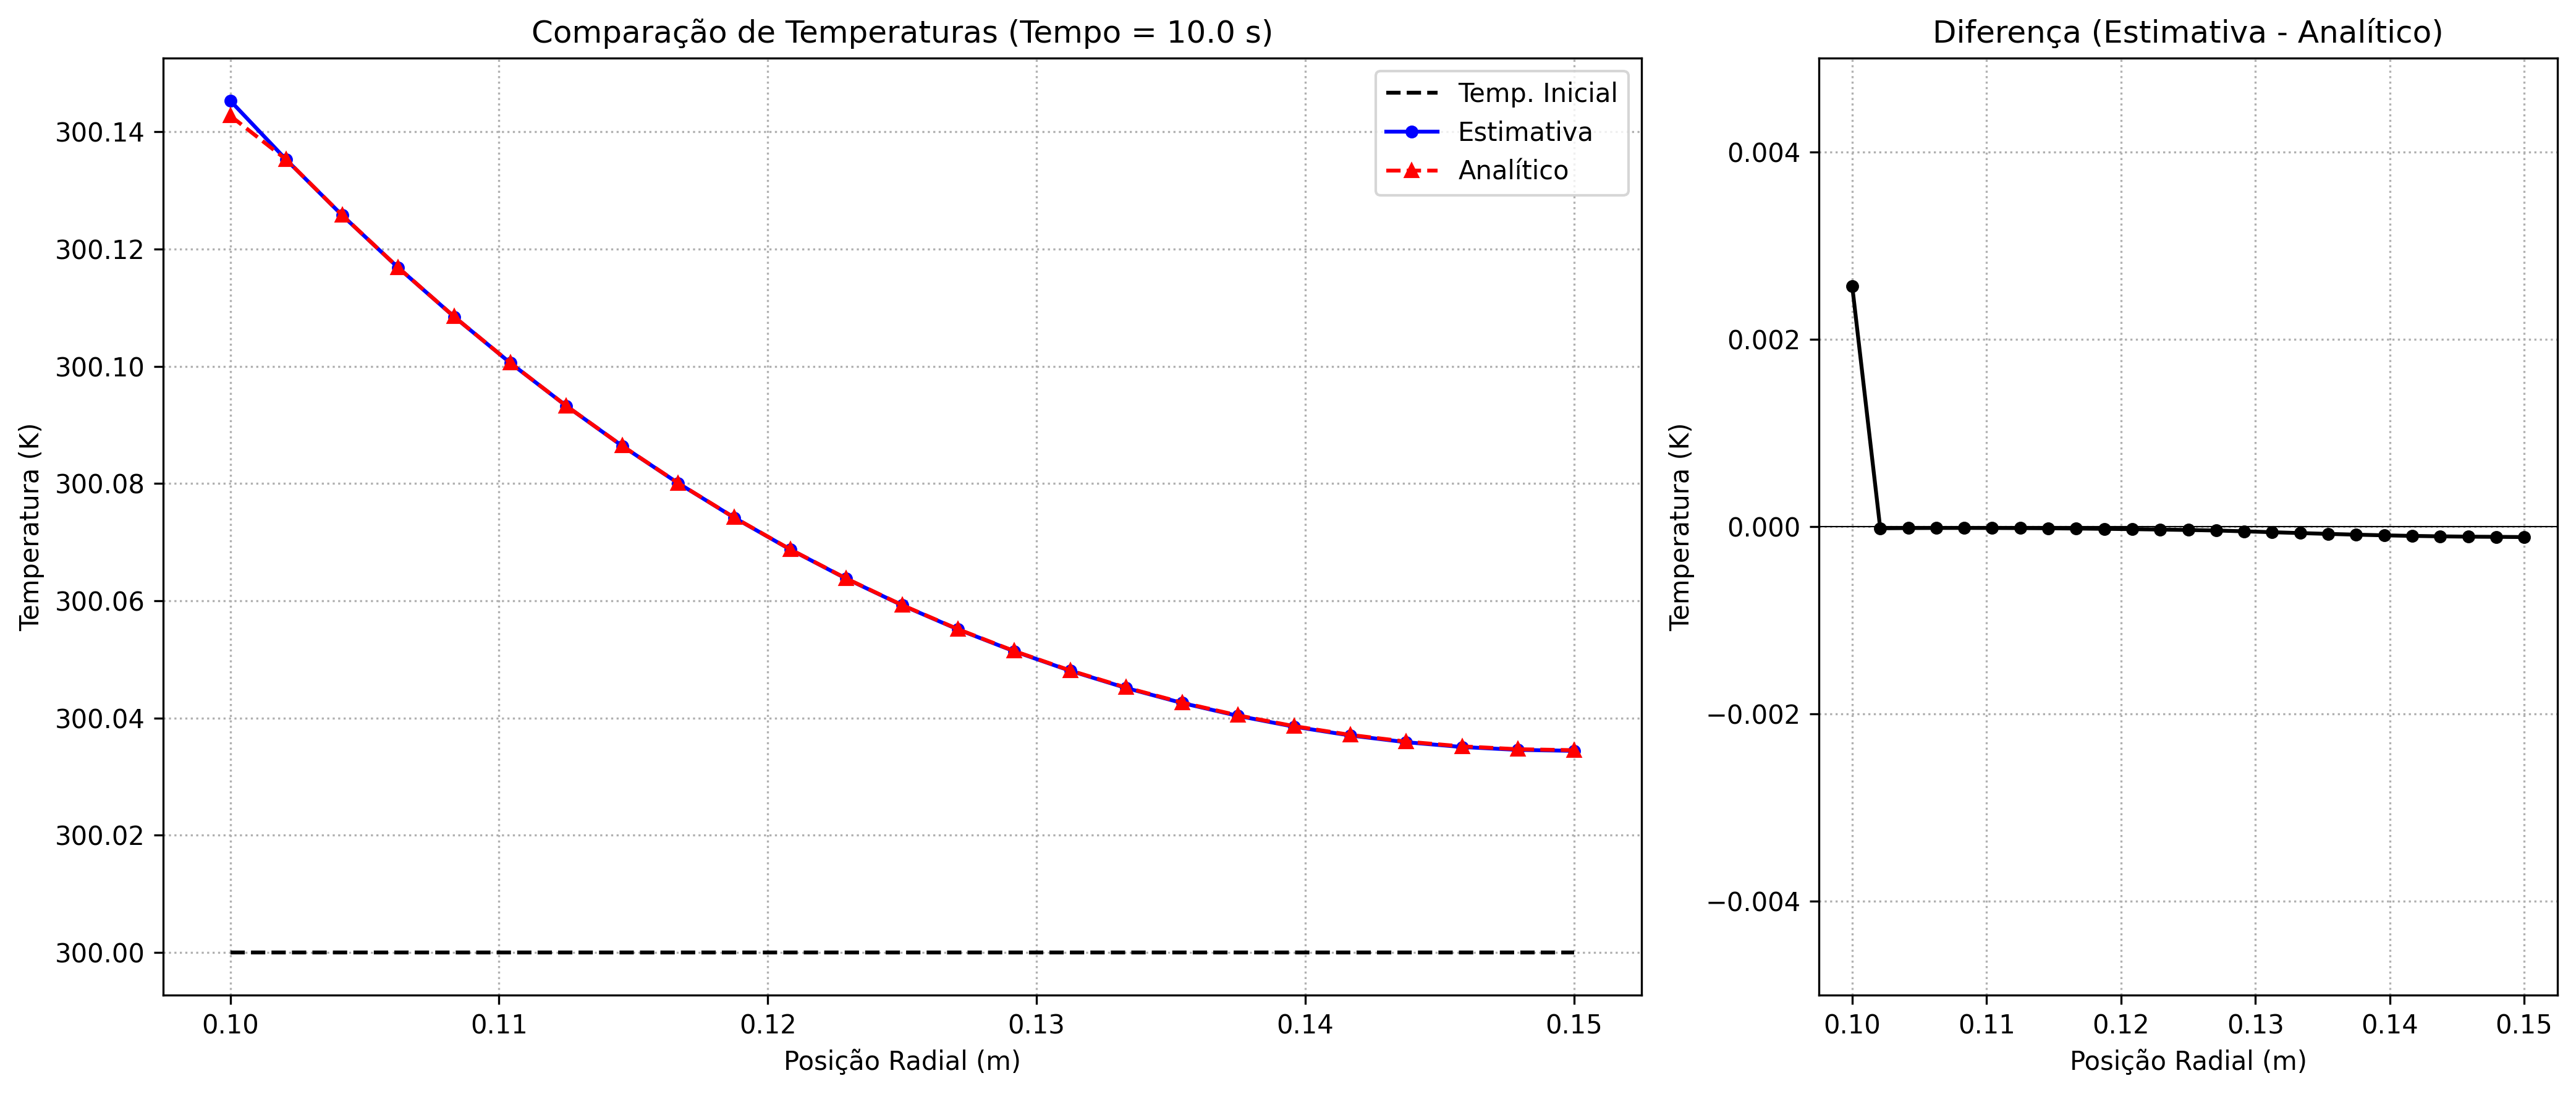 Comparação de Temperaturas (Tempo = 10.0 s)
Temp. Inicial
Estimativa
Analítico
Temperatura (K)
300.14
300.12
300.10
300.08
300.06
300.04
300.02
300.00
0.10 0.11 0.12 0.13 0.14 0.15
Posição Radial (m)
Diferença (Estimativa - Analítico)
Temperatura (K)
0.004
0.002
0.000
−0.002
−0.004
0.10 0.11 0.12 0.13 0.14 0.15
Posição Radial (m)